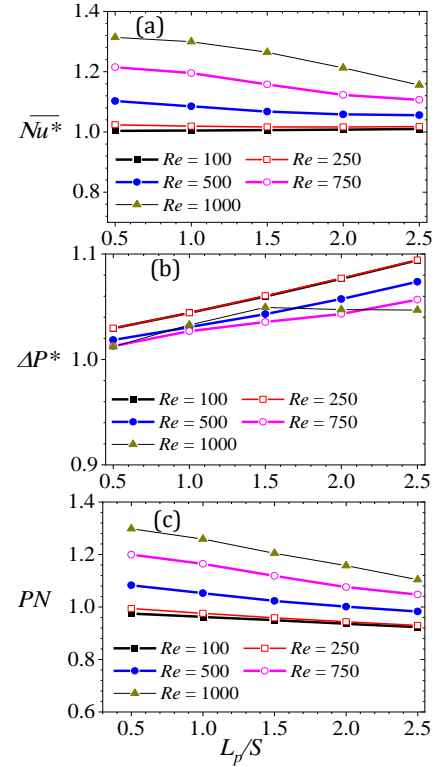 (a)
1.4
1.2
1.0
0.8
Nu*
Re = 100 Re = 250
Re = 500 Re = 750
Re = 1000
0.5 1.0 1.5 2.0 2.5
(b)
1.1
1.0
0.9
ΔP*
Re = 100 Re = 250
Re = 500 Re = 750
Re = 1000
0.5 1.0 1.5 2.0 2.5
(c)
1.4
1.2
1.0
0.8
0.6
PN
Re = 100 Re = 250
Re = 500 Re = 750
Re = 1000
0.5 1.0 1.5 2.0 2.5
Lp/S